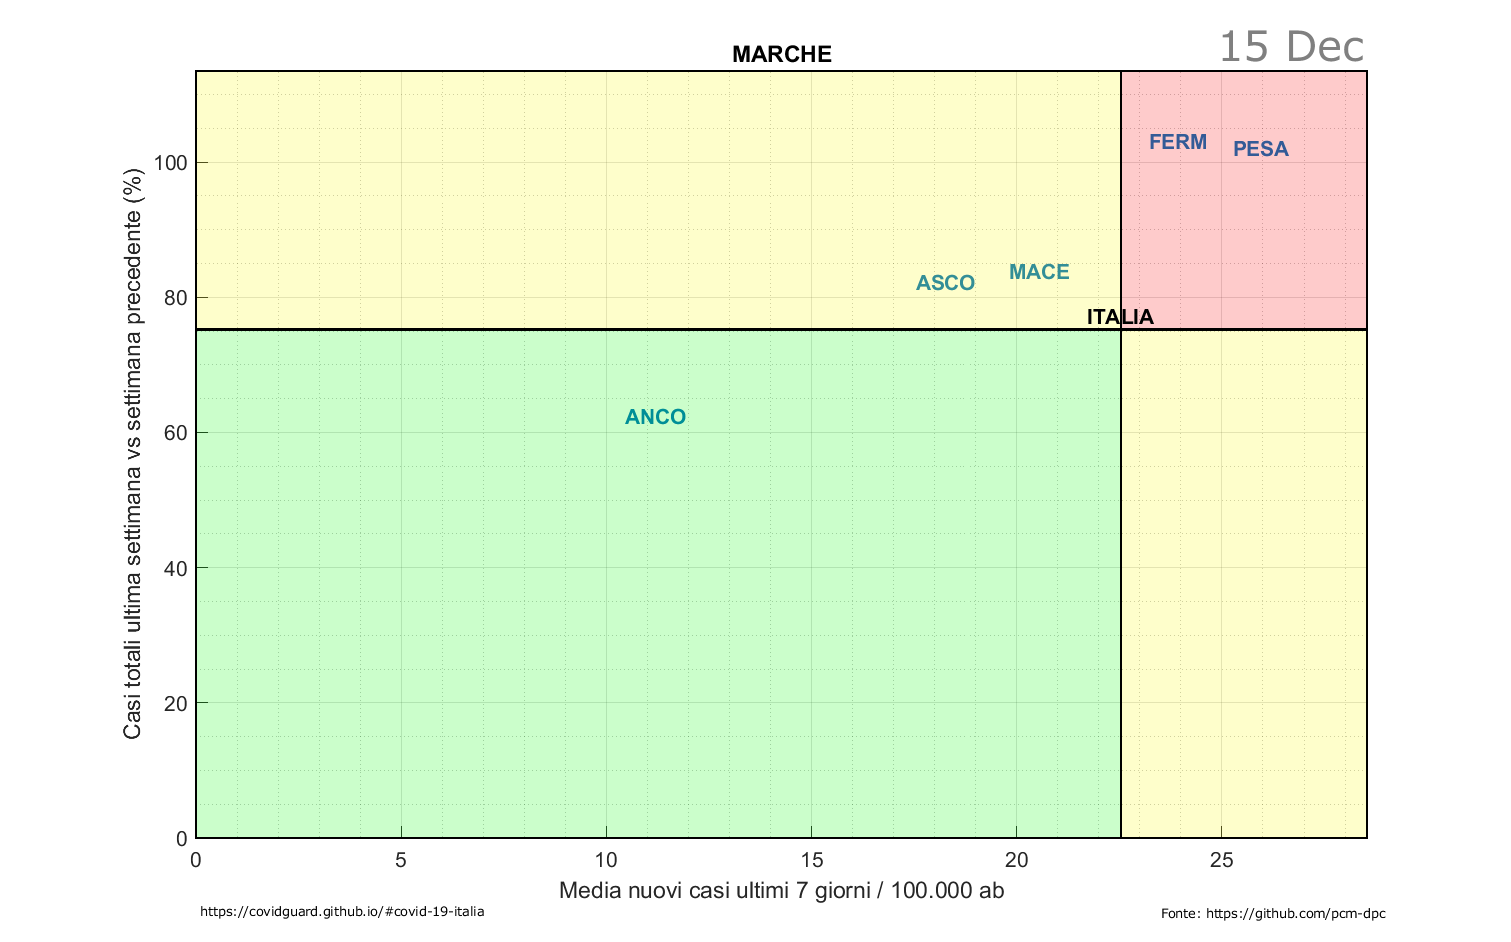 15 Dec
MARCHE
Casi totali ultima settimana vs settimana precedente (%)
100
80
60
40
20
0
FERM
PESA
MACE
ASCO
ITALIA
ANCO
0 5 10 15 20 25
Media nuovi casi ultimi 7 giorni / 100.000 ab
https://covidguard.github.io/#covid-19-italia
Fonte: https://github.com/pcm-dpc